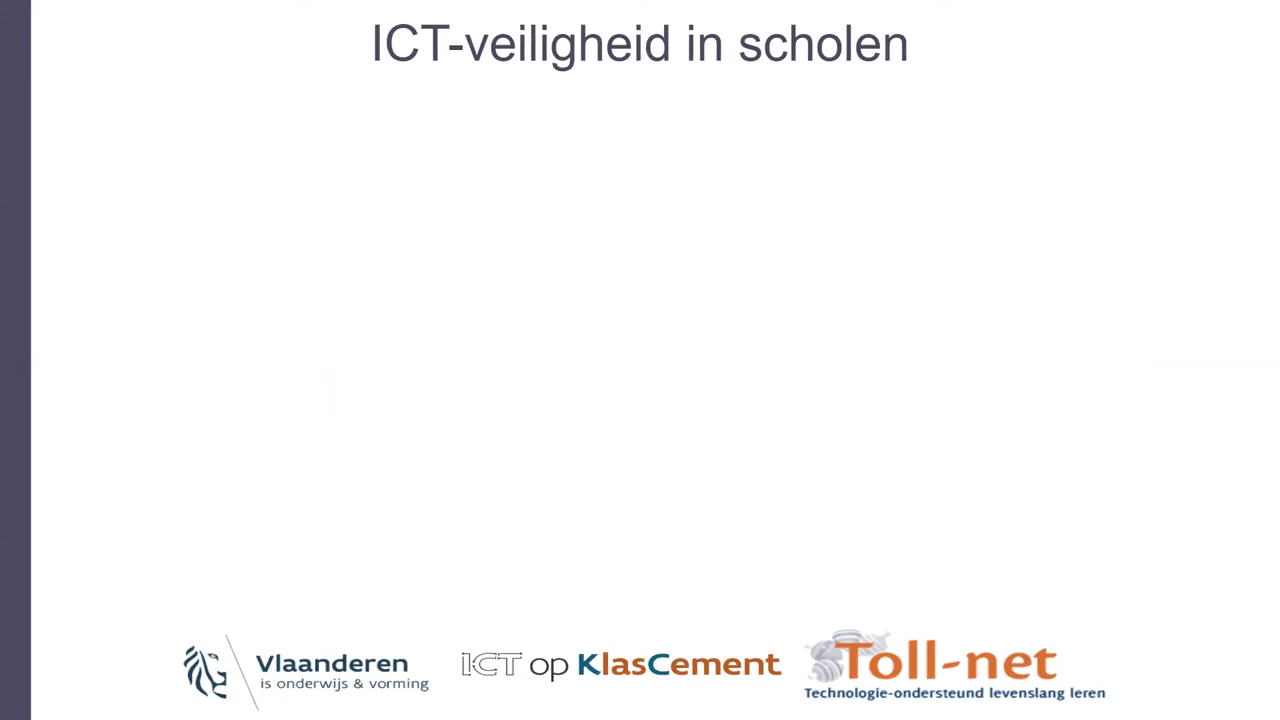 ICT-veiligheid in scholen
Vlaanderen
is onderwijs & vorming
ICT op KlasCement
Toll-net
Technologie-ondersteund levenslang leren